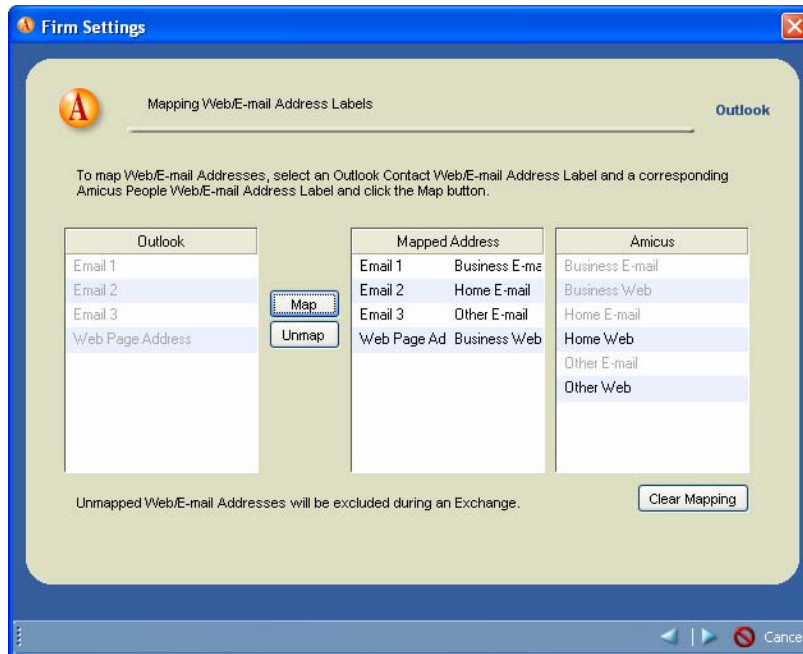 Firm Settings
Mapping Web/E-mail Address Labels
Outlook
To map Web/E-mail Addresses, select an Outlook Contact Web/E-mail Address Label and a corresponding
Amicus People Web/E-mail Address Label and click the Map button.
Outlook
Email 1
Email 2
Email 3
Web Page Address
Map
Unmap
Mapped Address
Email 1 Business E-ma
Email 2 Home E-mail
Email 3 Other E-mail
Web Page Ad Business Web
Amicus
Business E-mail
Business Web
Home E-mail
Home Web
Other E-mail
Other Web
Unmapped Web/E-mail Addresses will be excluded during an Exchange.
Clear Mapping
Cance